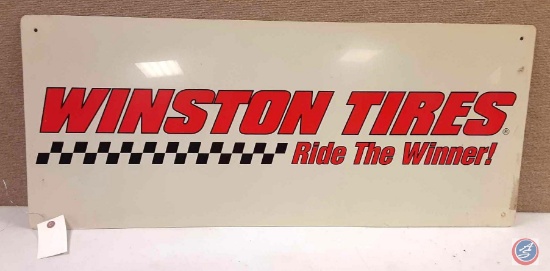 WINSTON TIRES®
Ride The Winner!